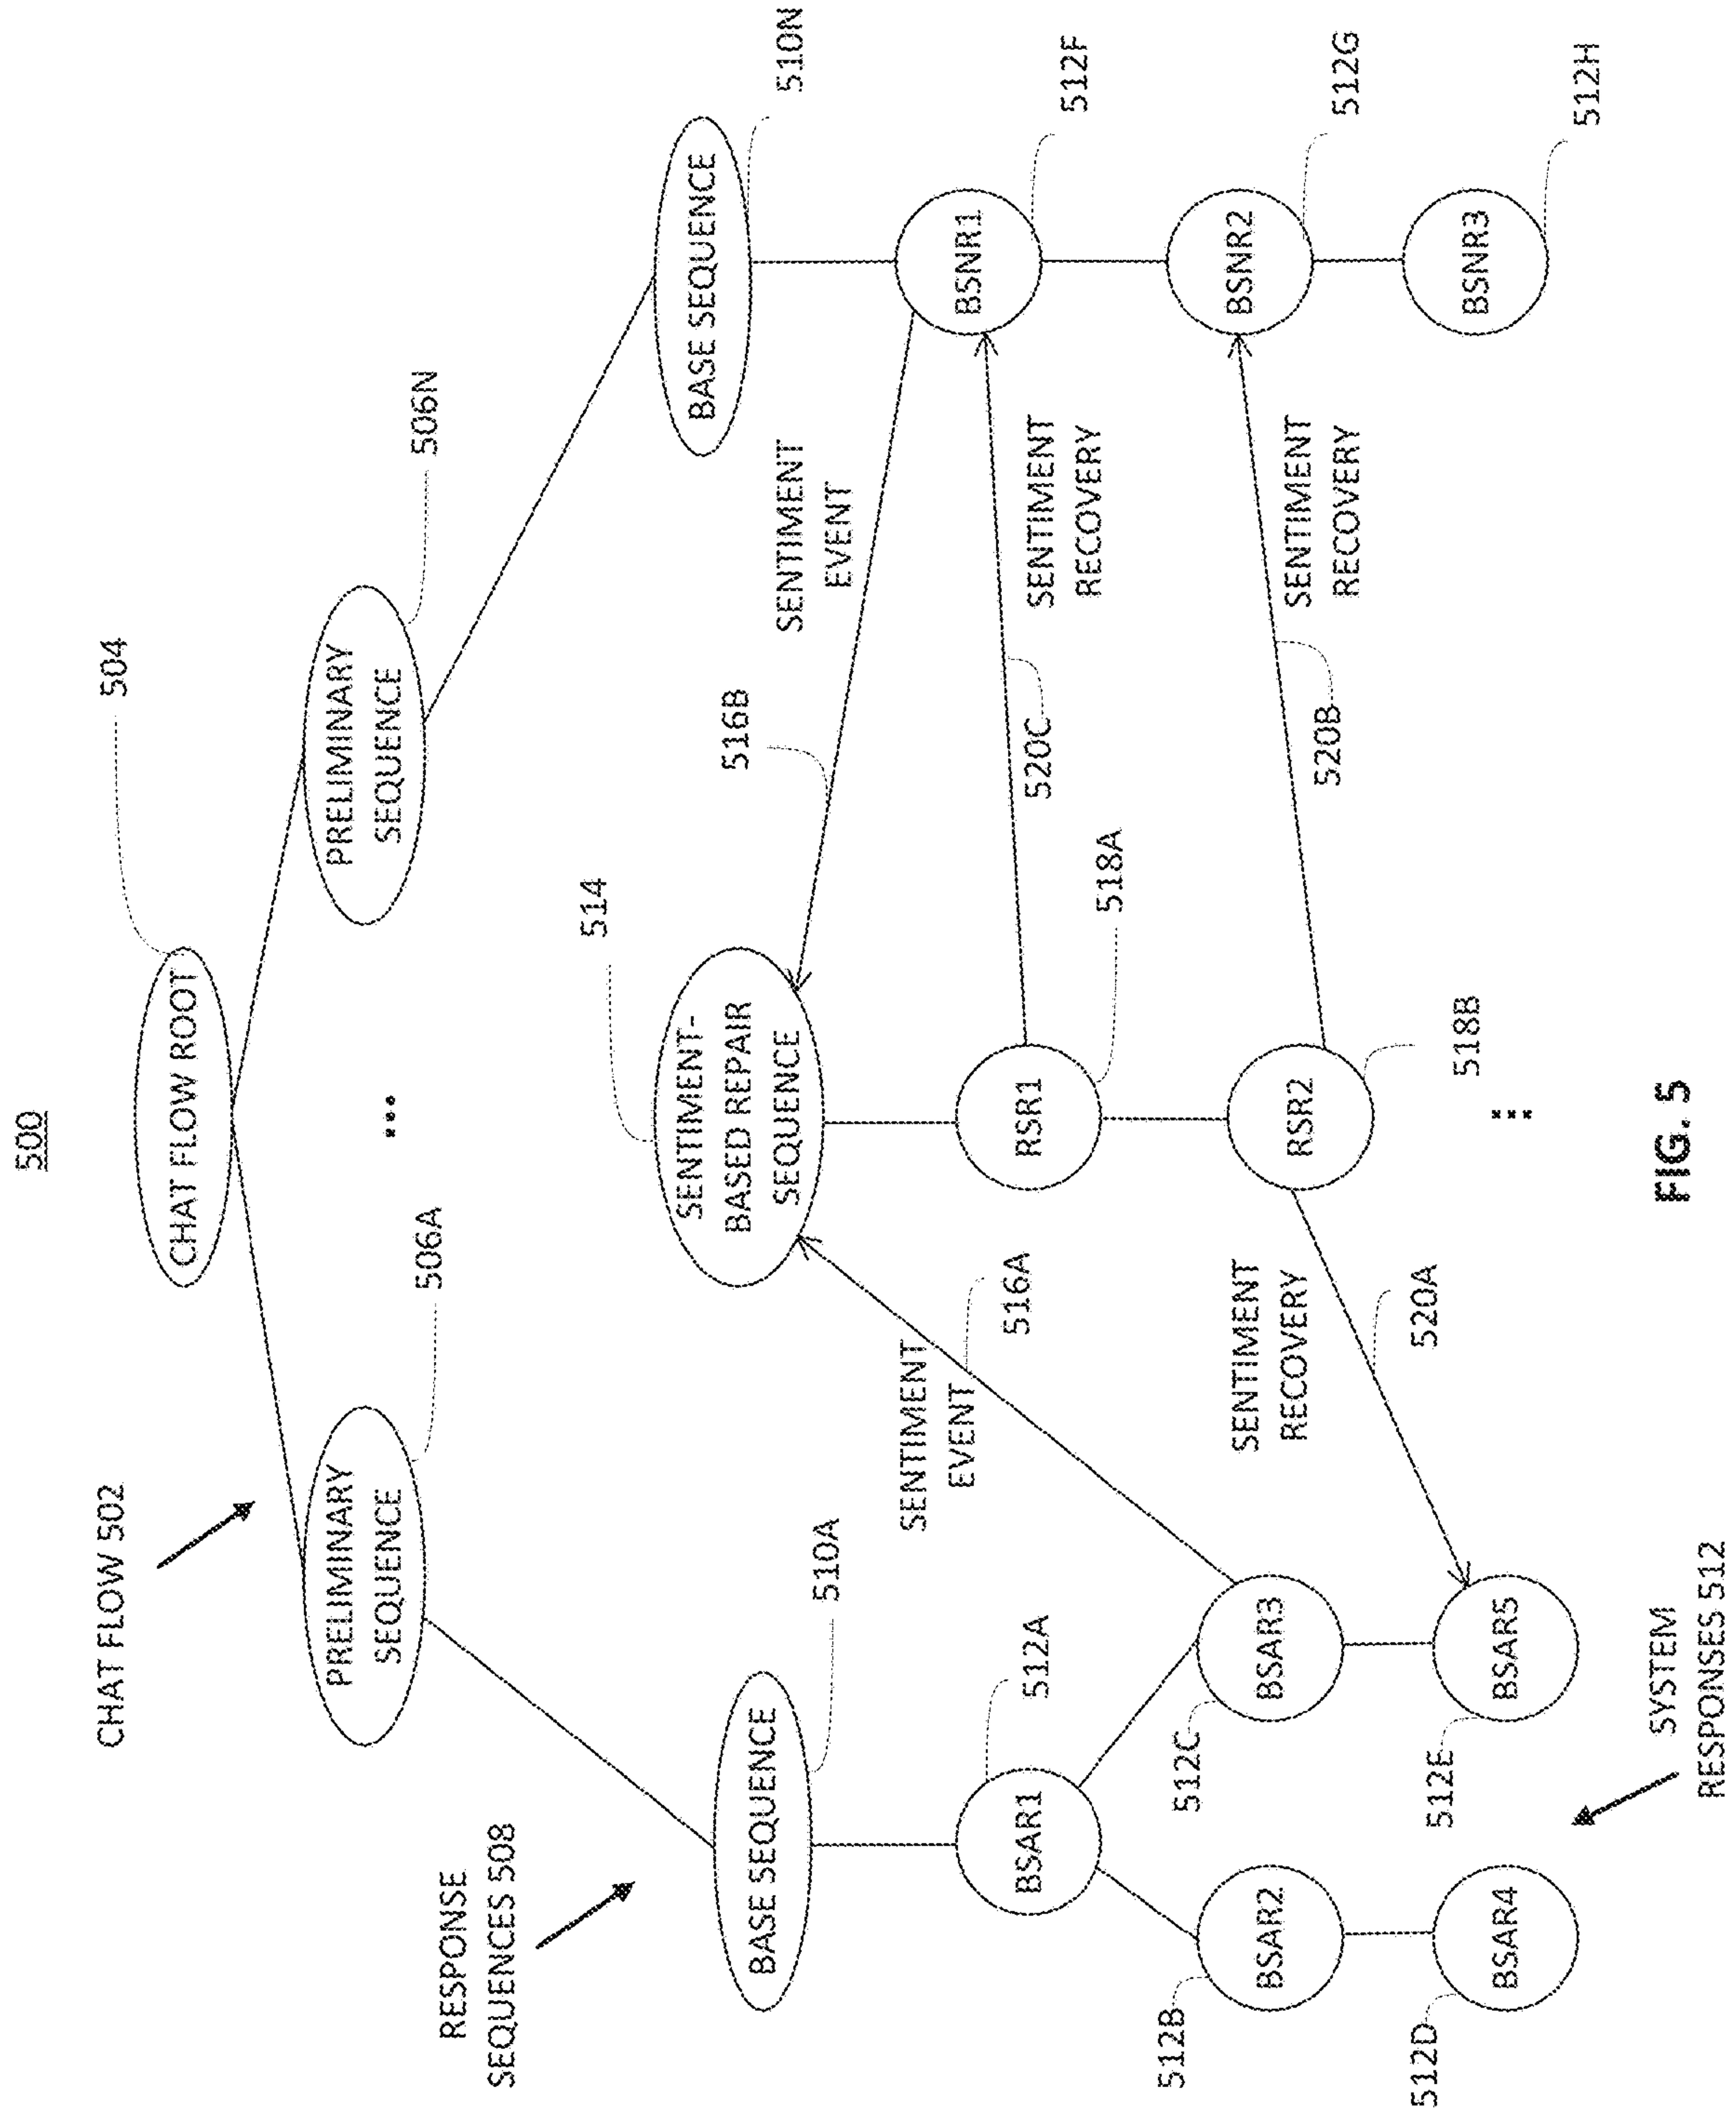 500
CHAT FLOW 502
CHAT FLOW ROOT
504
PRELIMINARY
SEQUENCE
506A
...
PRELIMINARY
SEQUENCE
506N
RESPONSE
SEQUENCES 508
BASE SEQUENCE
510A
SENTIMENT-
BASED REPAIR
SEQUENCE
514
BASE SEQUENCE
510N
516B
SENTIMENT
EVENT
BSAR1
512A
SENTIMENT
EVENT
516A
RSR1
518A
520C
SENTIMENT
RECOVERY
BSNR1
512F
512B
BSAR2
512C
BSAR3
SENTIMENT
RECOVERY
520A
RSR2
518B
520B
SENTIMENT
RECOVERY
BSNR2
512G
512D
BSAR4
512E
BSAR5
...
BSNR3
512H
SYSTEM
RESPONSES 512
FIG. 5